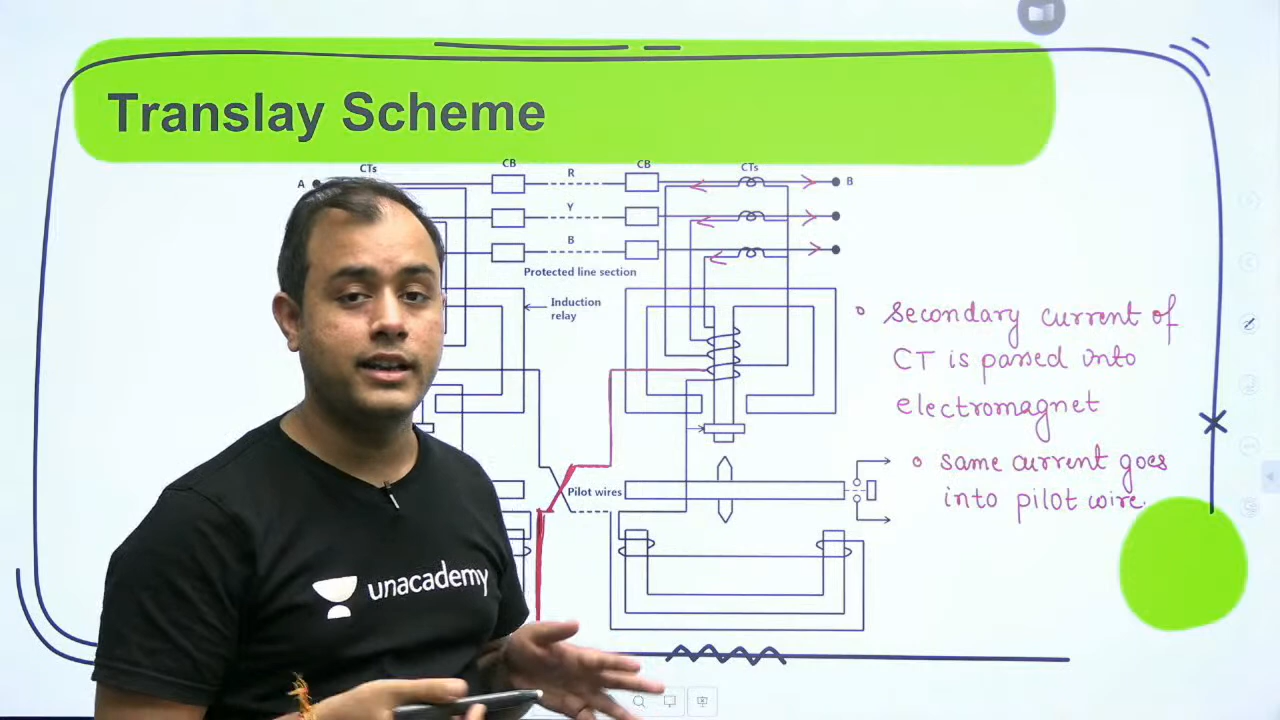 Translay Scheme
CTs CB CB CTs
A R B
Y
B
Protected line section
Induction
relay
Pilot wires
° Secondary current of
CT is passed into
electromagnet
° same current goes
into pilot wire.
unacademy